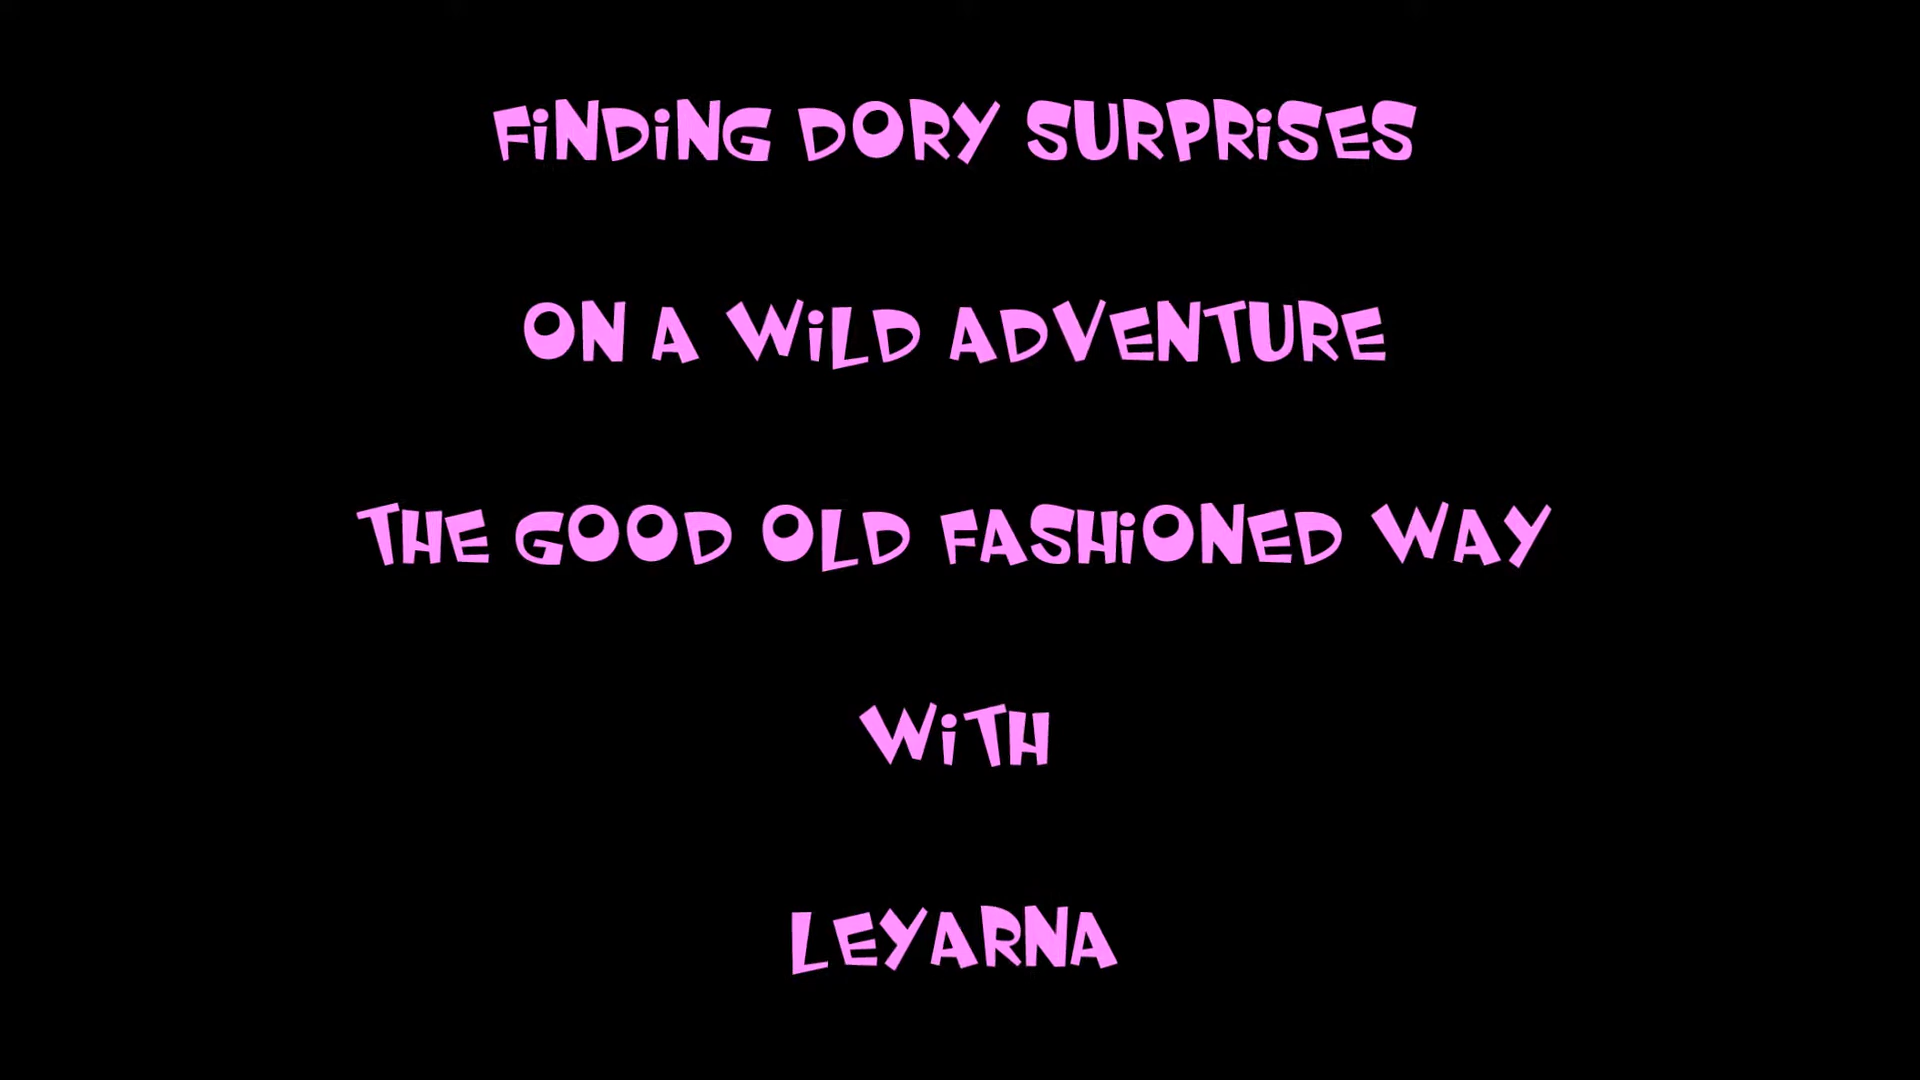 FiNDiNG DORY SURPRiSES
ON A WiLD ADVENTURE
THE GOOD OLD FASHiONED WAY
WiTH
LEYARNA